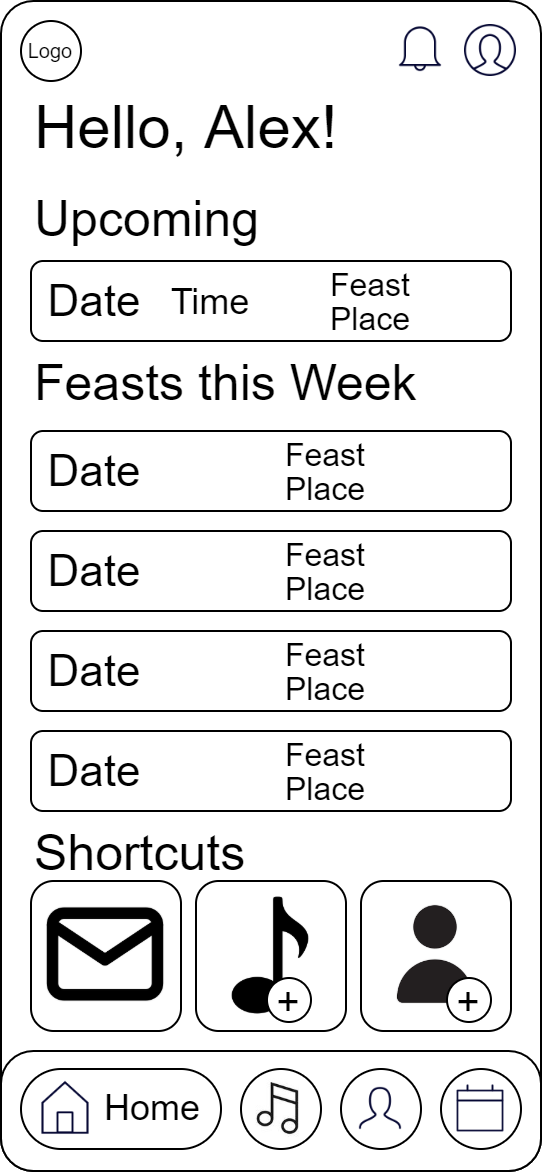 Logo
Hello, Alex!
Upcoming
Date Time Feast
Place
Feasts this Week
Date Feast
Place
Date Feast
Place
Date Feast
Place
Date Feast
Place
Shortcuts
+ +
Home